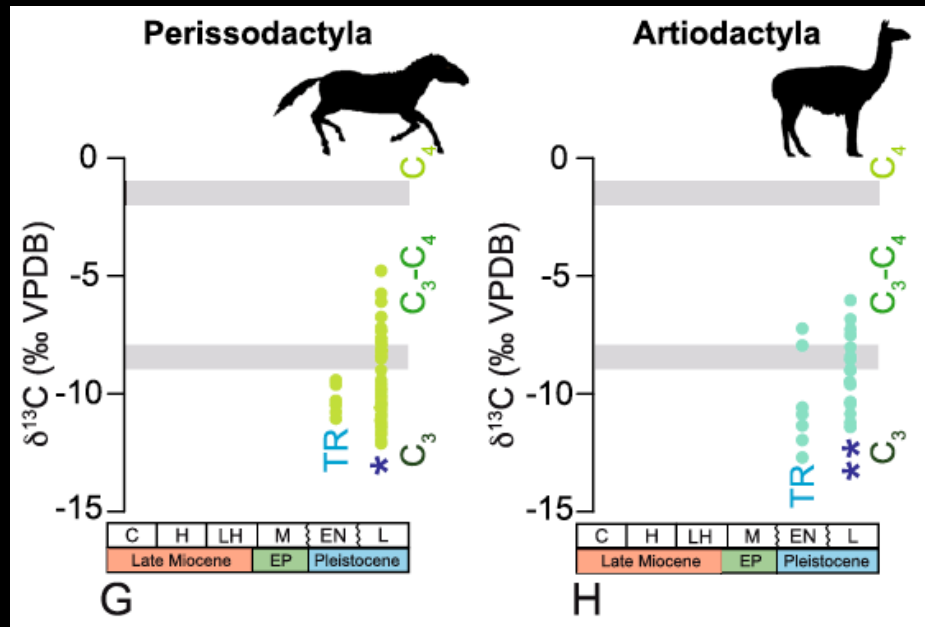 Perissodactyla
0
-5
-10
-15
δ¹³C (‰ VPDB)
C₄
C₃-C₄
C₃
TR
*
C H LH M EN L
Late Miocene EP Pleistocene
G
Artiodactyla
0
-5
-10
-15
δ¹³C (‰ VPDB)
C₄
C₃-C₄
C₃
TR
**
C H LH M EN L
Late Miocene EP Pleistocene
H